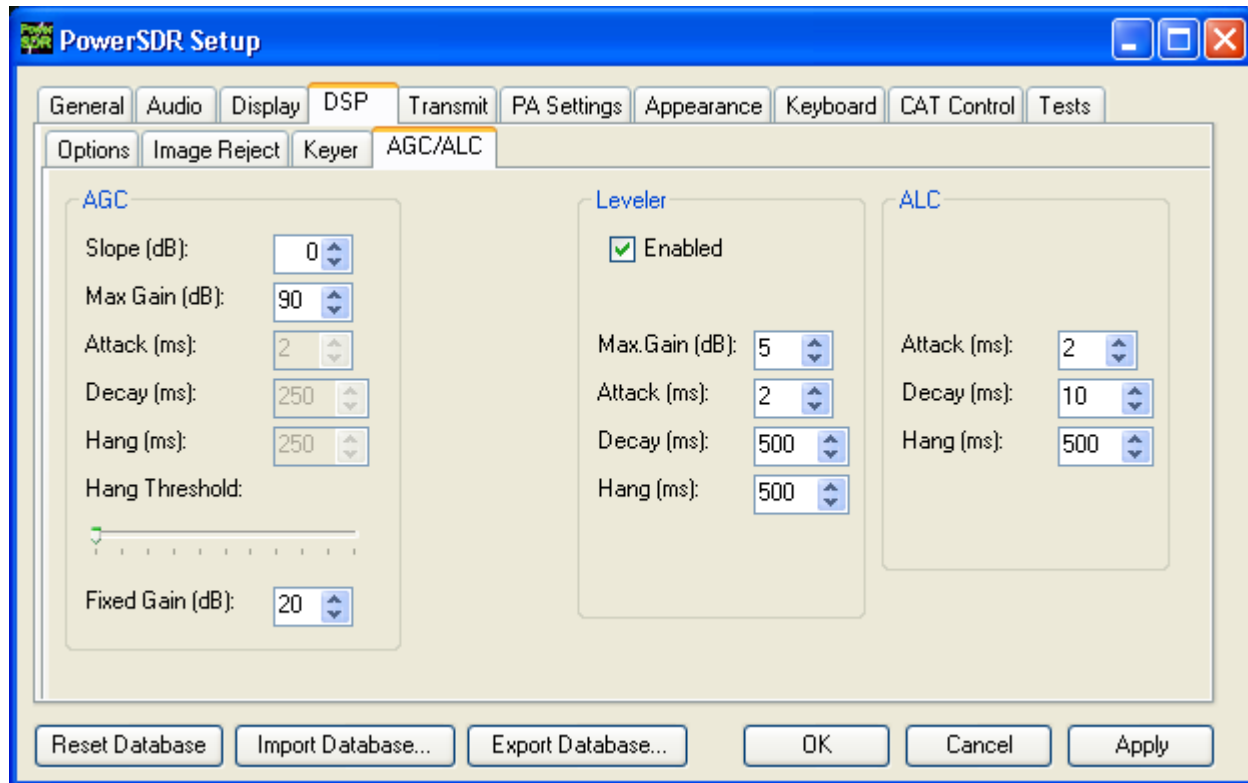 PowerSDR Setup
General Audio Display DSP Transmit PA Settings Appearance Keyboard CAT Control Tests
Options Image Reject Keyer AGC/ALC
AGC
Slope (dB): 0
Max Gain (dB): 90
Attack (ms): 2
Decay (ms): 250
Hang (ms): 250
Hang Threshold:
Fixed Gain (dB): 20
Leveler
Enabled
Max.Gain (dB): 5
Attack (ms): 2
Decay (ms): 500
Hang (ms): 500
ALC
Attack (ms): 2
Decay (ms): 10
Hang (ms): 500
Reset Database Import Database... Export Database... OK Cancel Apply